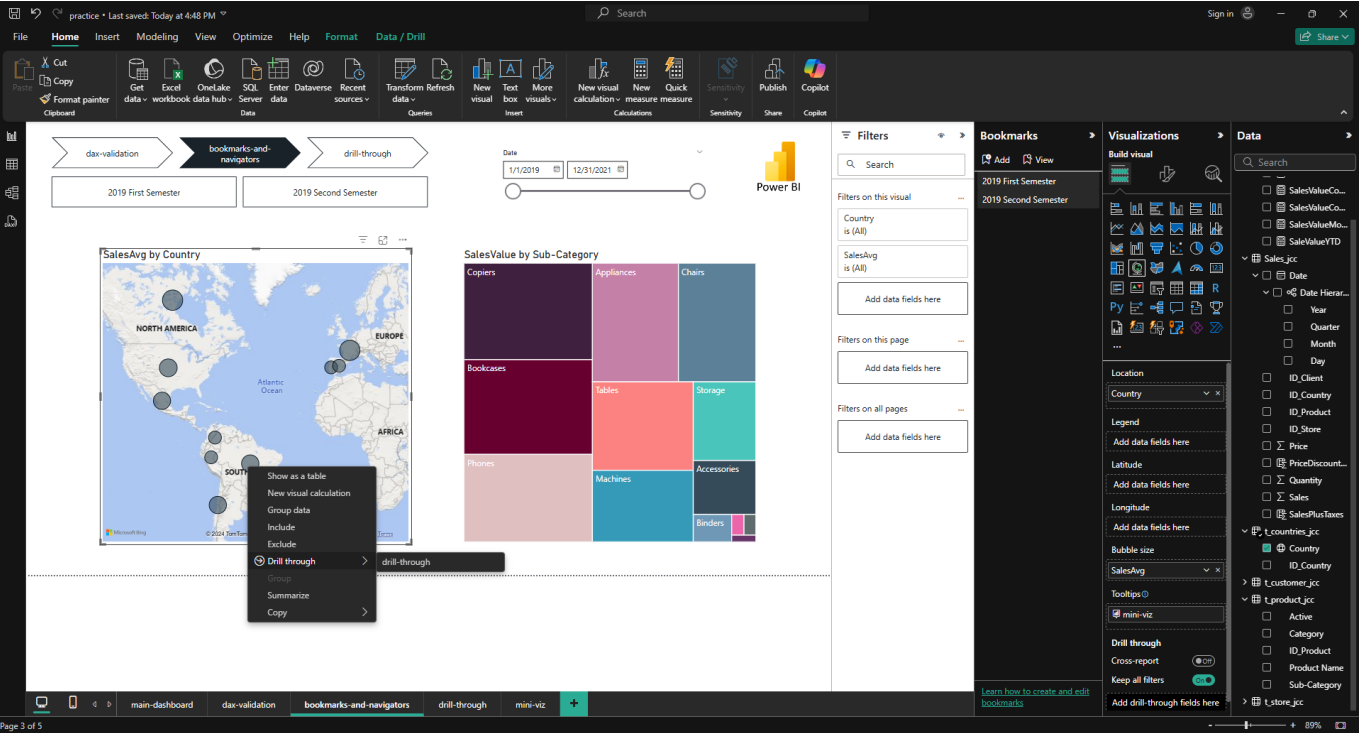 practice • Last saved: Today at 4:48 PM
Search
Sign in
File Home Insert Modeling View Optimize Help Format Data / Drill
Share
Paste
Cut
Copy
Format painter
Clipboard
Get data
Excel workbook
OneLake data hub
SQL Server
Enter data
Dataverse
Recent sources
Data
Transform data
Refresh
Queries
New visual
Text box
More visuals
Insert
New visual calculation
New measure
Quick measure
Calculations
Sensitivity
Sensitivity
Publish
Share
Copilot
Copilot
dax-validation
bookmarks-and-navigators
drill-through
2019 First Semester
2019 Second Semester
Date
1/1/2019
12/31/2021
Power BI
SalesAvg by Country
NORTH AMERICA
EUROPE
Atlantic
Ocean
AFRICA
SOUTH
Microsoft Bing
© 2024 TomTom
Terms
Show as a table
New visual calculation
Group data
Include
Exclude
Drill through
Group
Summarize
Copy
drill-through
SalesValue by Sub-Category
Copiers
Appliances
Chairs
Bookcases
Tables
Storage
Phones
Machines
Accessories
Binders
Filters
Search
Filters on this visual
Country
is (All)
SalesAvg
is (All)
Add data fields here
Filters on this page
Add data fields here
Filters on all pages
Add data fields here
Bookmarks
Add
View
2019 First Semester
2019 Second Semester
Learn how to create and edit
bookmarks
Visualizations
Build visual
Location
Country
Legend
Add data fields here
Latitude
Add data fields here
Longitude
Add data fields here
Bubble size
SalesAvg
Tooltips
mini-viz
Drill through
Cross-report
Off
Keep all filters
On
Add drill-through fields here
Data
Search
SalesValueCo...
SalesValueCo...
SalesValueMo...
SaleValueYTD
Sales_jcc
Date
Date Hierar...
Year
Quarter
Month
Day
ID_Client
ID_Country
ID_Product
ID_Store
Price
PriceDiscount...
Quantity
Sales
SalesPlusTaxes
t_countries_jcc
Country
ID_Country
t_customer_jcc
t_product_jcc
Active
Category
ID_Product
Product Name
Sub-Category
t_store_jcc
main-dashboard
dax-validation
bookmarks-and-navigators
drill-through
mini-viz
Page 3 of 5
89%